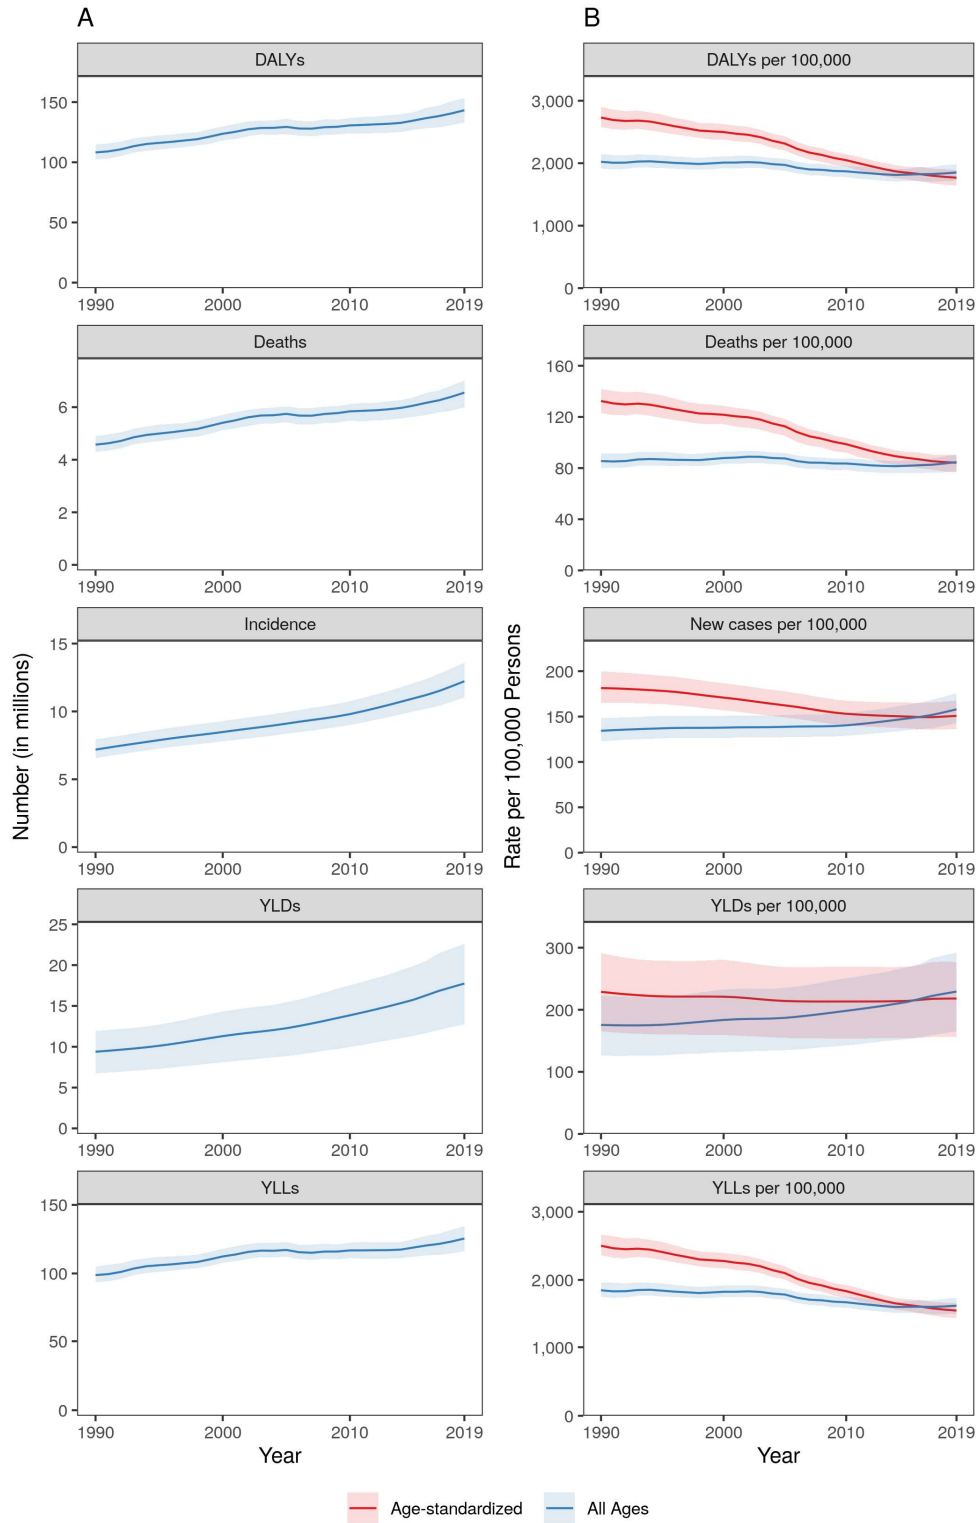 A
DALYs
150
100
50
0
1990 2000 2010 2019
Deaths
6
4
2
0
1990 2000 2010 2019
Incidence
15
10
5
0
1990 2000 2010 2019
YLDs
25
20
15
10
5
0
1990 2000 2010 2019
YLLs
150
100
50
0
1990 2000 2010 2019
Number (in millions)
Year
B
DALYs per 100,000
3,000
2,000
1,000
0
1990 2000 2010 2019
Deaths per 100,000
160
120
80
40
0
1990 2000 2010 2019
New cases per 100,000
200
150
100
50
0
1990 2000 2010 2019
YLDs per 100,000
300
200
100
0
1990 2000 2010 2019
YLLs per 100,000
3,000
2,000
1,000
0
1990 2000 2010 2019
Rate per 100,000 Persons
Year
Age-standardized All Ages